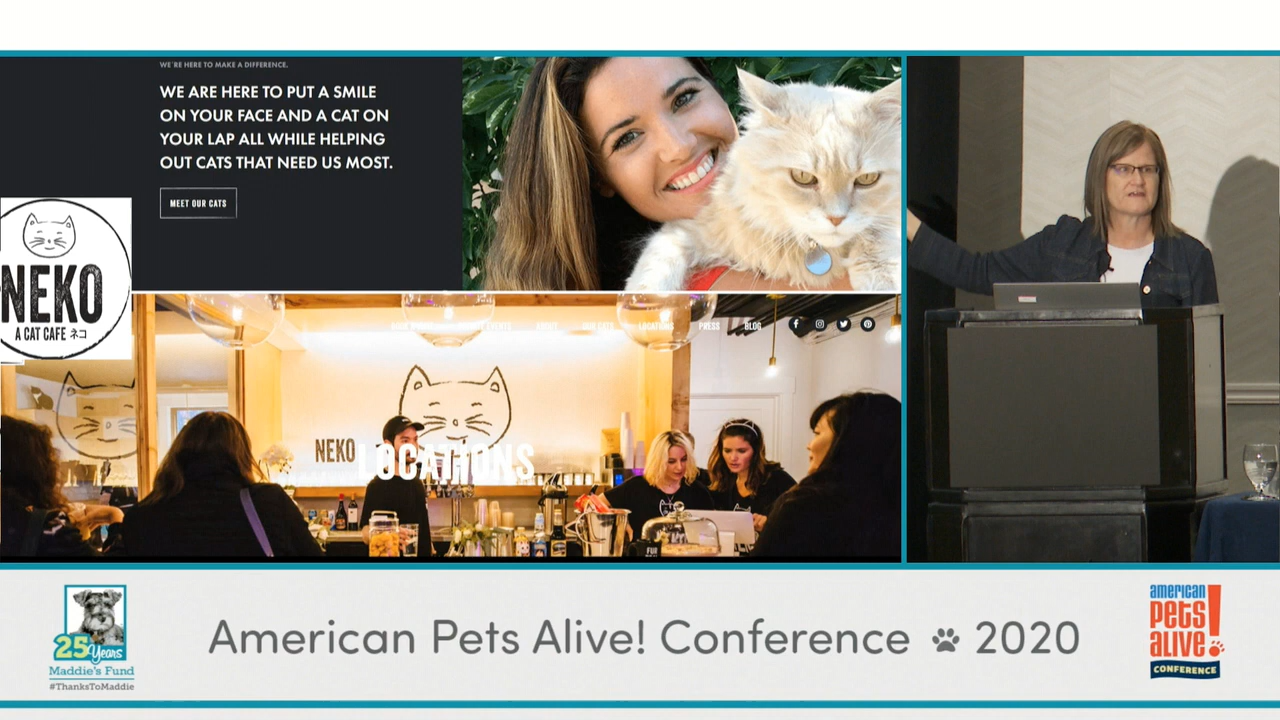 WE'RE HERE TO MAKE A DIFFERENCE.
WE ARE HERE TO PUT A SMILE
ON YOUR FACE AND A CAT ON
YOUR LAP ALL WHILE HELPING
OUT CATS THAT NEED US MOST.
MEET OUR CATS
NEKO
A CAT CAFE ネコ
EVENTS ABOUT OUR CATS LOCATIONS PRESS BLOG
NEKO
LOCATIONS
25 Years
Maddie's Fund
#ThanksToMaddie
American Pets Alive! Conference 2020
american
pets
alive!
CONFERENCE